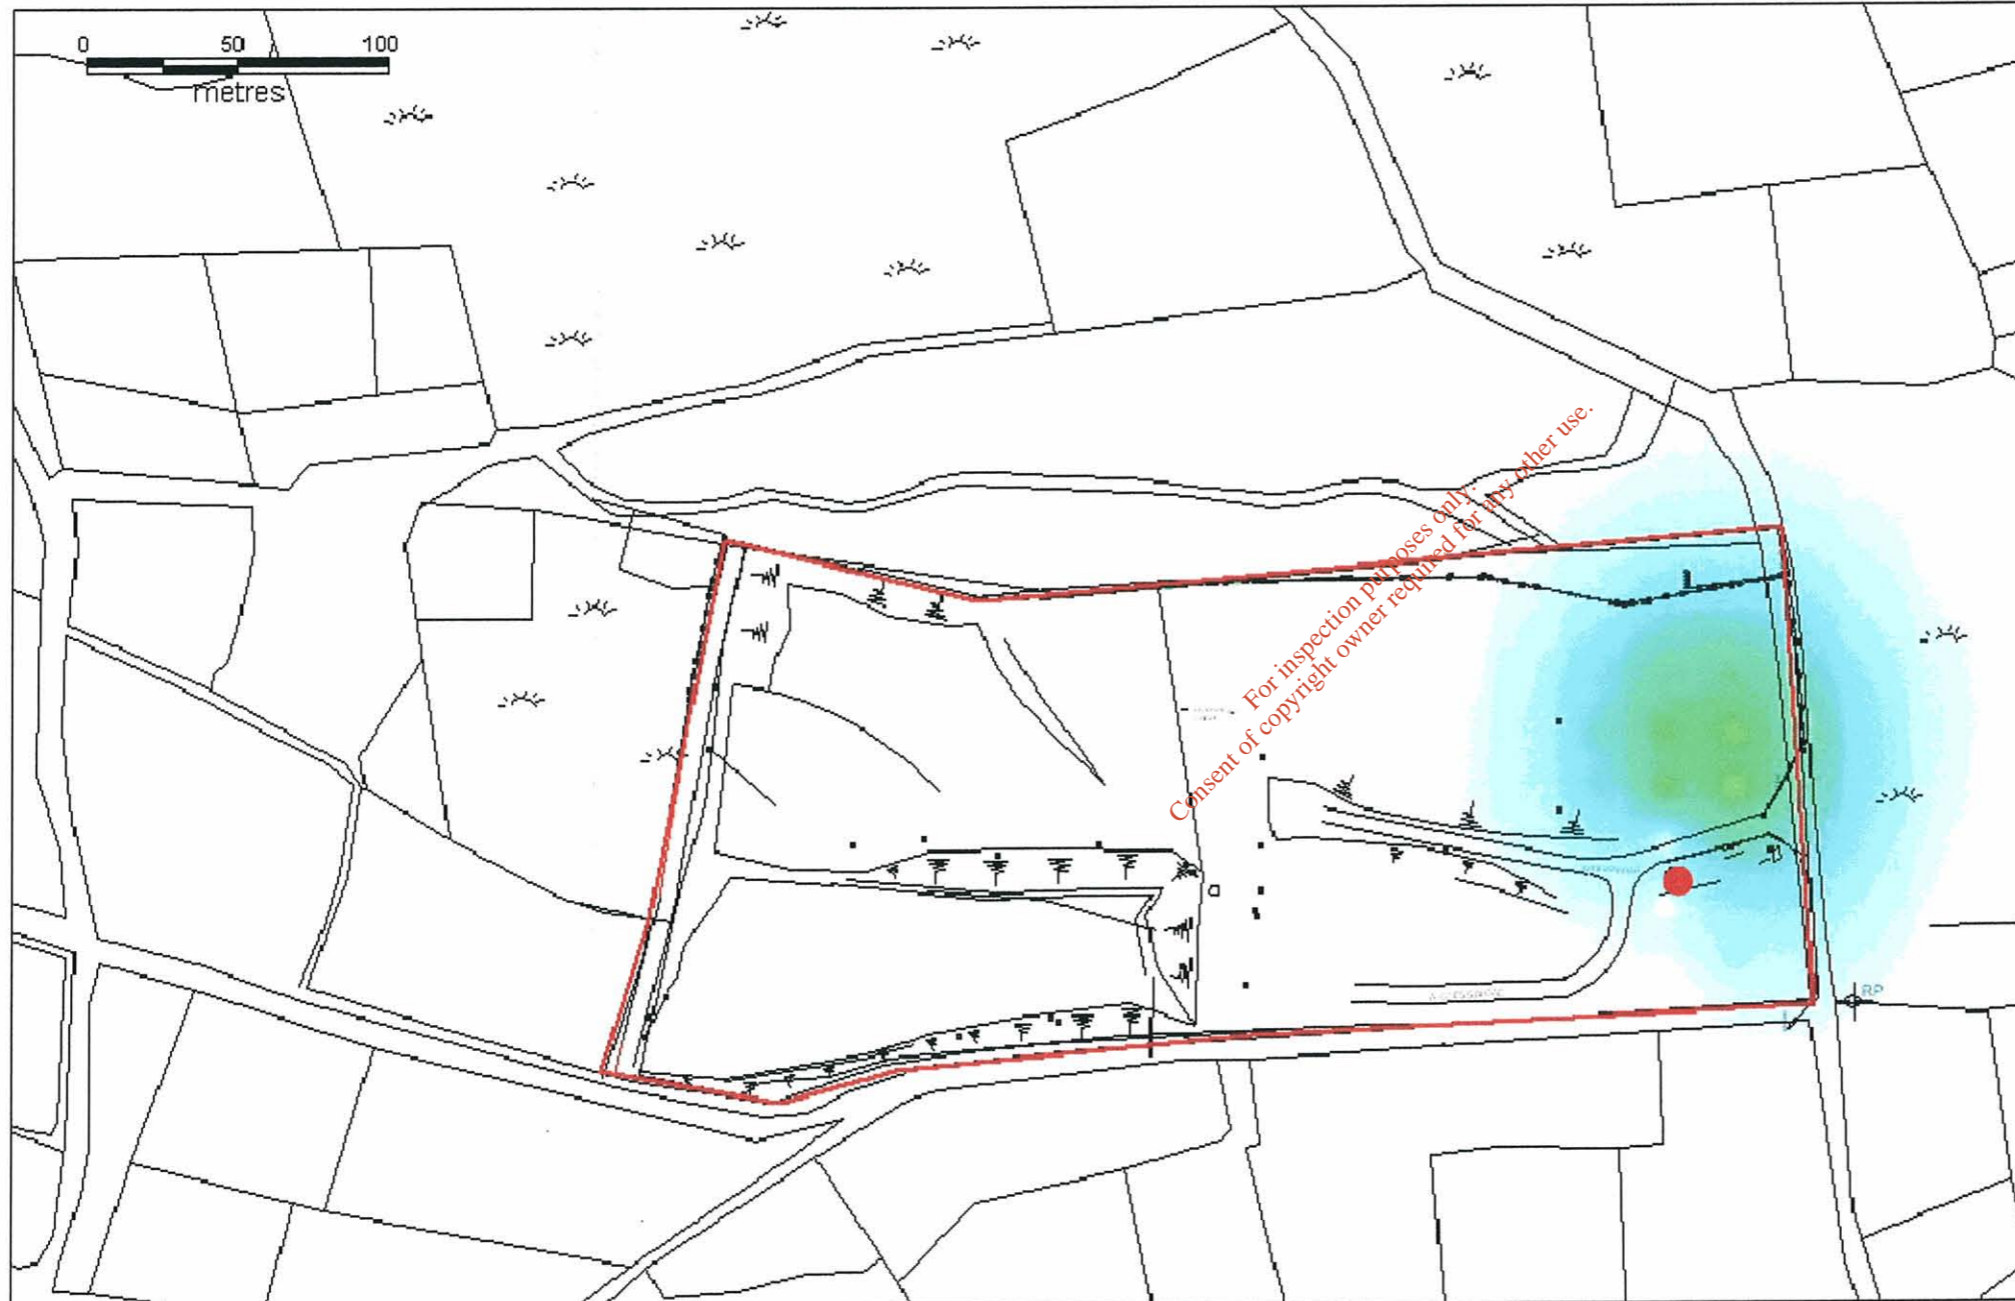 0 50 100
metres
For inspection purposes only.
Consent of copyright owner required for any other use.
RP